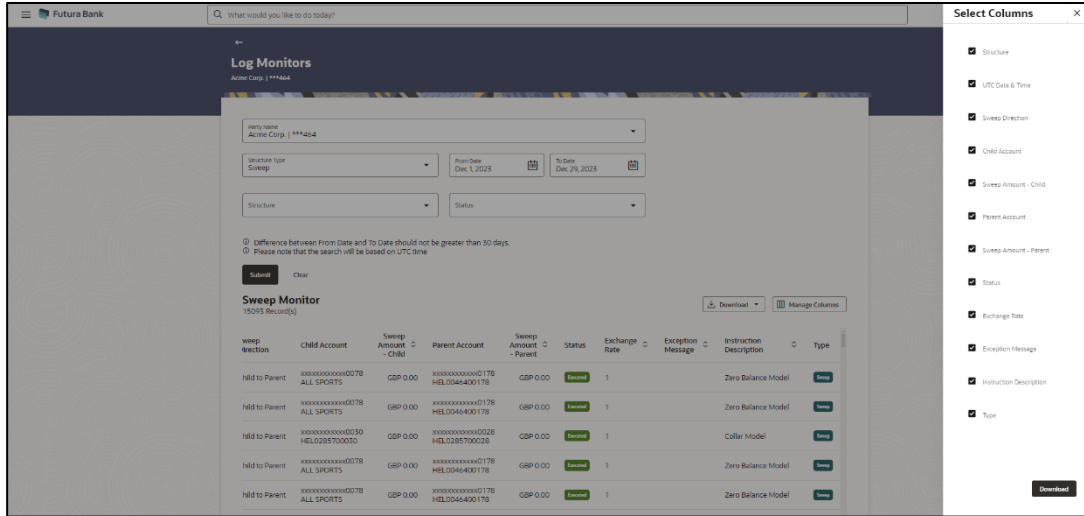 Futura Bank
What would you like to do today?
Log Monitors
Acme Corp. | ***464
Party Name
Acme Corp. | ***464
Structure Type
Sweep
From Date
Dec 1, 2023
To Date
Dec 29, 2023
Structure
Status
Difference between From Date and To Date should not be greater than 30 days.
Please note that the search will be based on UTC time
Submit Clear
Sweep Monitor
15093 Record(s)
Download
Manage Columns
weep
irection
Child Account
Sweep
Amount
- Child
Parent Account
Sweep
Amount
- Parent
Status
Exchange
Rate
Exception
Message
Instruction
Description
Type
hild to Parent xxxxxxxxxxxx0078 GBP 0.00 xxxxxxxxxxxx0178 GBP 0.00 Executed 1 Zero Balance Model Sweep
ALL SPORTS HEL0046400178
hild to Parent xxxxxxxxxxxx0078 GBP 0.00 xxxxxxxxxxxx0178 GBP 0.00 Executed 1 Zero Balance Model Sweep
ALL SPORTS HEL0046400178
hild to Parent xxxxxxxxxxxx0030 GBP 0.00 xxxxxxxxxxxx0028 GBP 0.00 Executed 1 Collar Model Sweep
HEL0285700030 HEL0285700028
hild to Parent xxxxxxxxxxxx0078 GBP 0.00 xxxxxxxxxxxx0178 GBP 0.00 Executed 1 Zero Balance Model Sweep
ALL SPORTS HEL0046400178
hild to Parent xxxxxxxxxxxx0078 GBP 0.00 xxxxxxxxxxxx0178 GBP 0.00 Executed 1 Zero Balance Model Sweep
ALL SPORTS HEL0046400178
Select Columns
Structure
UTC Date & Time
Sweep Direction
Child Account
Sweep Amount - Child
Parent Account
Sweep Amount - Parent
Status
Exchange Rate
Exception Message
Instruction Description
Type
Download